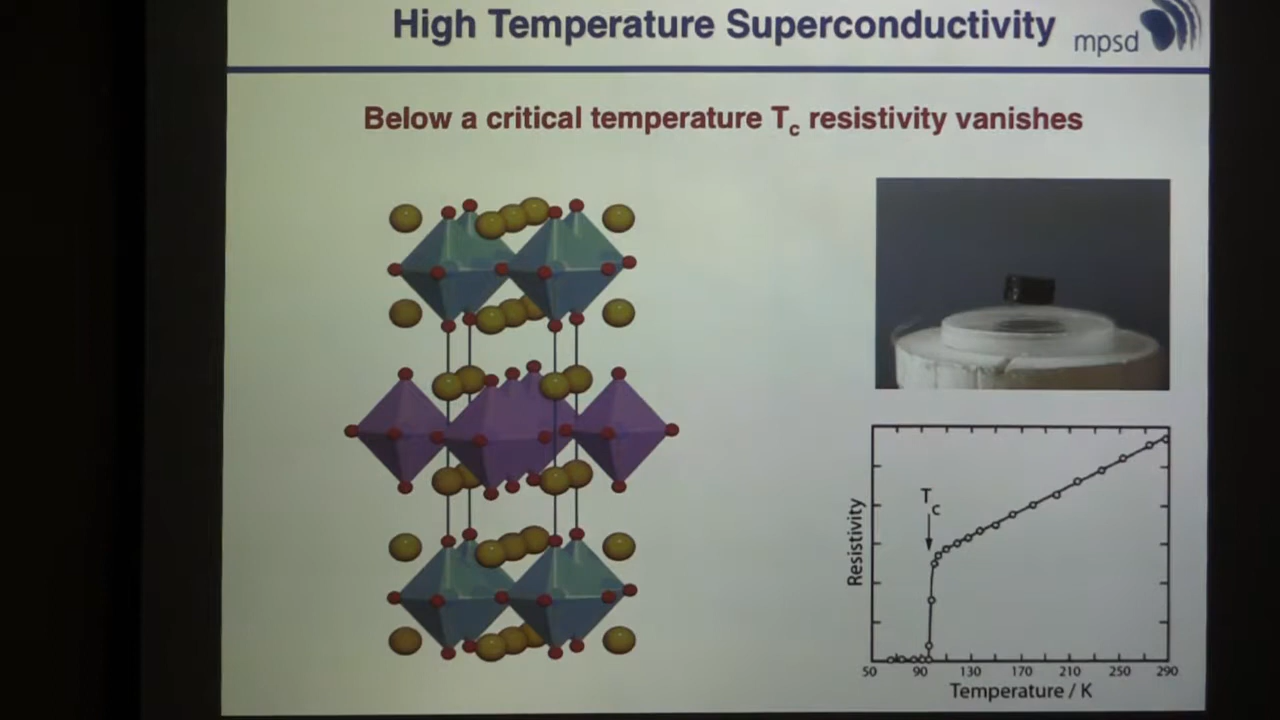 High Temperature Superconductivity
mpsd
Below a critical temperature Tc resistivity vanishes
Tc
Resistivity
50 90 130 170 210 250 290
Temperature / K